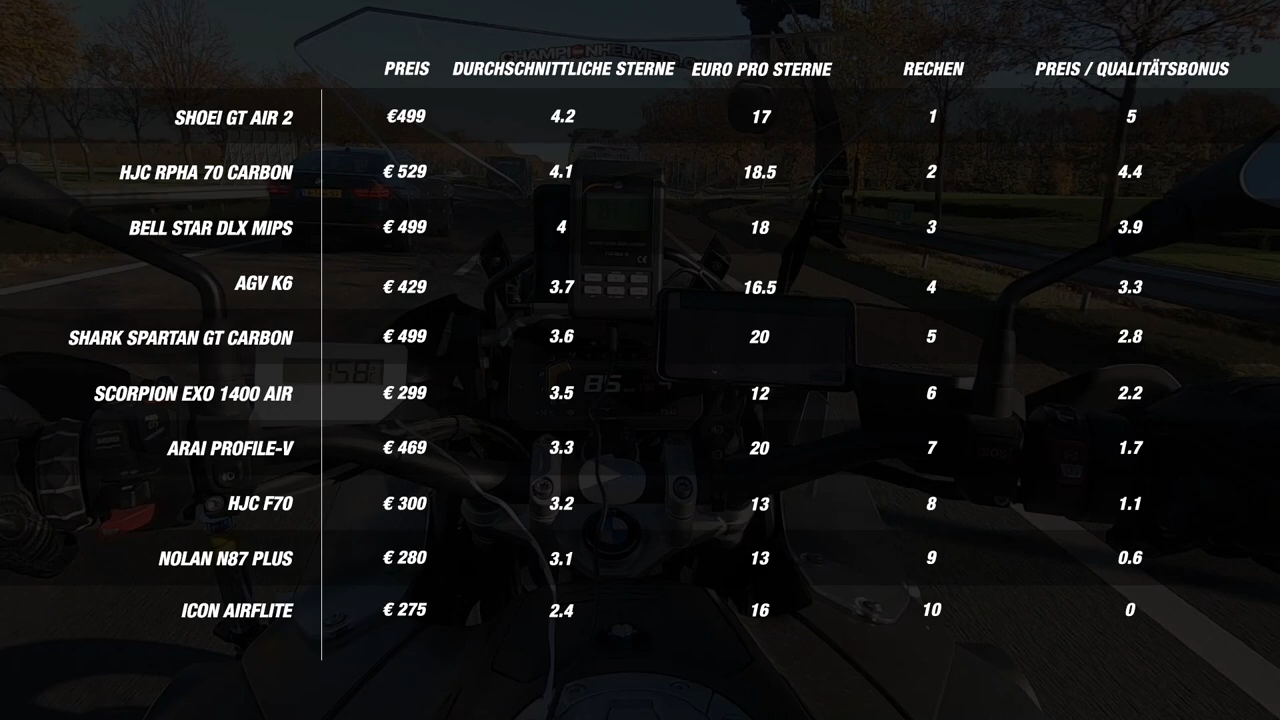 CHAMPIONHELMETS
PREIS DURCHSCHNITTLICHE STERNE EURO PRO STERNE RECHEN PREIS / QUALITÄTSBONUS
SHOEI GT AIR 2 €499 4.2 17 1 5
HJC RPHA 70 CARBON € 529 4.1 18.5 2 4.4
BELL STAR DLX MIPS € 499 4 18 3 3.9
AGV K6 € 429 3.7 16.5 4 3.3
SHARK SPARTAN GT CARBON € 499 3.6 20 5 2.8
SCORPION EXO 1400 AIR € 299 3.5 12 6 2.2
ARAI PROFILE-V € 469 3.3 20 7 1.7
HJC F70 € 300 3.2 13 8 1.1
NOLAN N87 PLUS € 280 3.1 13 9 0.6
ICON AIRFLITE € 275 2.4 16 10 0
15.8
85